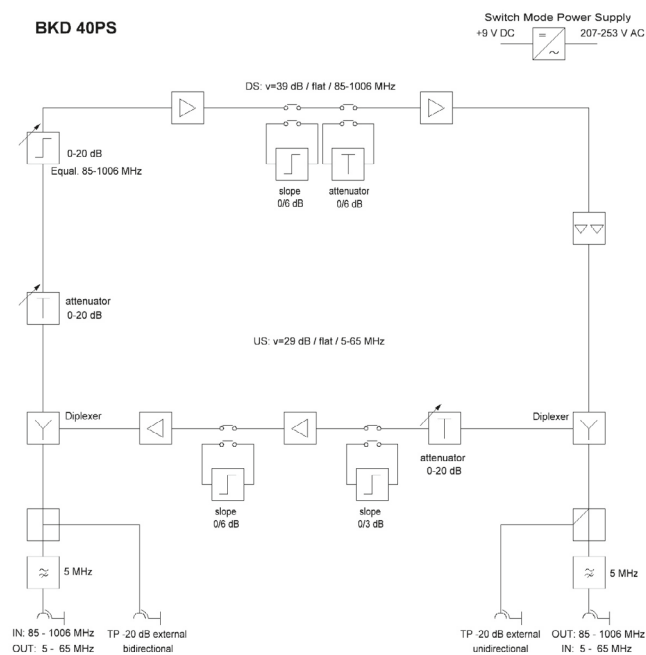 BKD 40PS
Switch Mode Power Supply
+9 V DC
207-253 V AC
DS: v=39 dB / flat / 85-1006 MHz
0-20 dB
Equal. 85-1006 MHz
slope
0/6 dB
attenuator
0/6 dB
attenuator
0-20 dB
US: v=29 dB / flat / 5-65 MHz
Diplexer
Diplexer
attenuator
0-20 dB
slope
0/6 dB
slope
0/3 dB
5 MHz
5 MHz
IN: 85 - 1006 MHz
OUT: 5 - 65 MHz
TP -20 dB external
bidirectional
TP -20 dB external
unidirectional
OUT: 85 - 1006 MHz
IN: 5 - 65 MHz